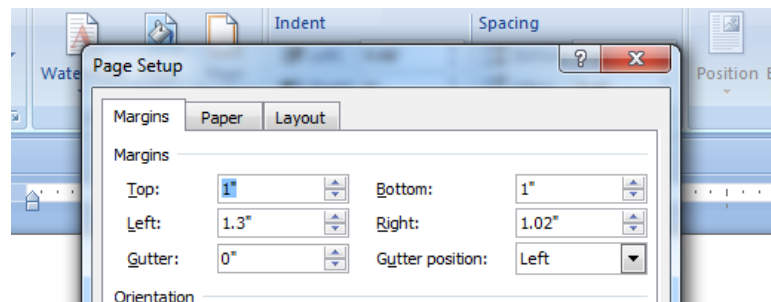 Indent Spacing
Page Setup ?
Wate Position
Margins Paper Layout
Margins
Top: 1" Bottom: 1"
Left: 1.3" Right: 1.02"
Gutter: 0" Gutter position: Left
Orientation